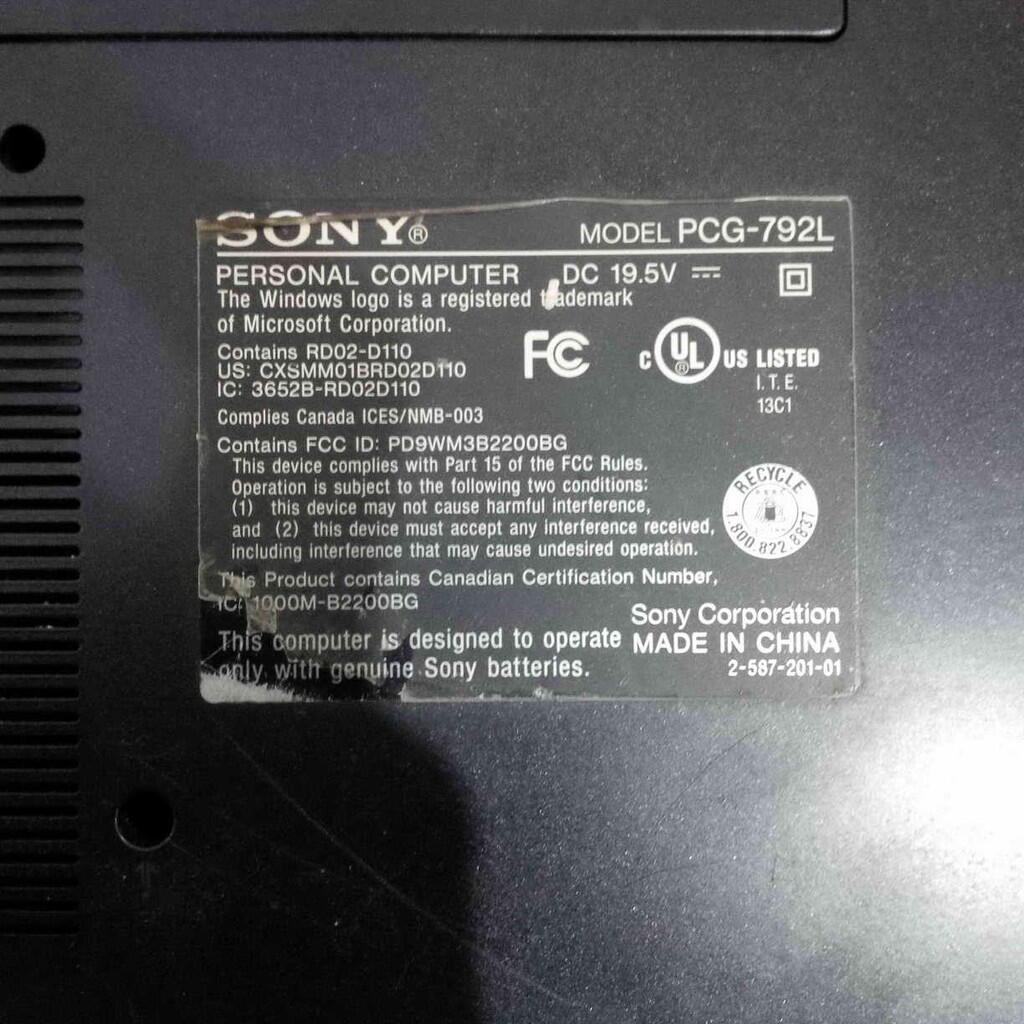 SONY®
MODEL PCG-792L
PERSONAL COMPUTER DC 19.5V
The Windows logo is a registered trademark
of Microsoft Corporation.
Contains RD02-D110
US: CXSMM01BRD02D110
IC: 3652B-RD02D110
FC
C UL® US LISTED
I.T.E.
13C1
Complies Canada ICES/NMB-003
Contains FCC ID: PD9WM3B2200BG
This device complies with Part 15 of the FCC Rules.
Operation is subject to the following two conditions:
(1) this device may not cause harmful interference,
and (2) this device must accept any interference received,
including interference that may cause undesired operation.
RECYCLE
1.800.822.8837
This Product contains Canadian Certification Number,
IC: 1000M-B2200BG
This computer is designed to operate
only with genuine Sony batteries.
Sony Corporation
MADE IN CHINA
2-587-201-01